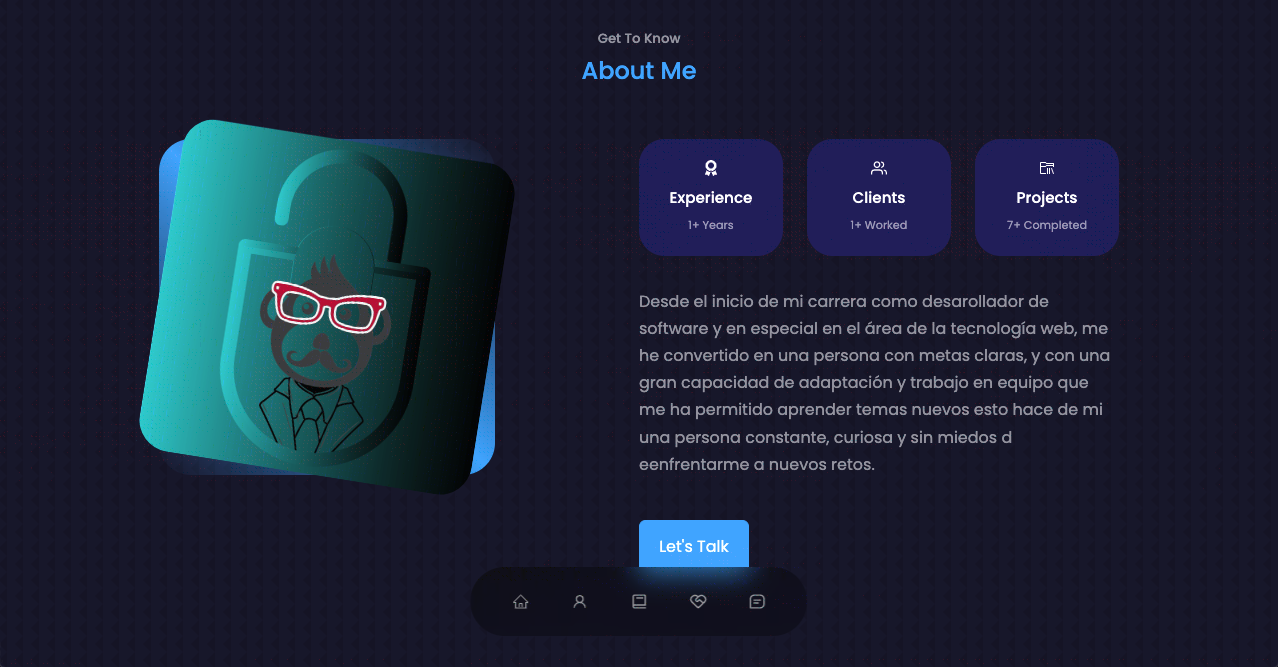 Get To Know
About Me
Experience
1+ Years
Clients
1+ Worked
Projects
7+ Completed
Desde el inicio de mi carrera como desarollador de
software y en especial en el área de la tecnología web, me
he convertido en una persona con metas claras, y con una
gran capacidad de adaptación y trabajo en equipo que
me ha permitido aprender temas nuevos esto hace de mi
una persona constante, curiosa y sin miedos d
eenfrentarme a nuevos retos.
Let's Talk